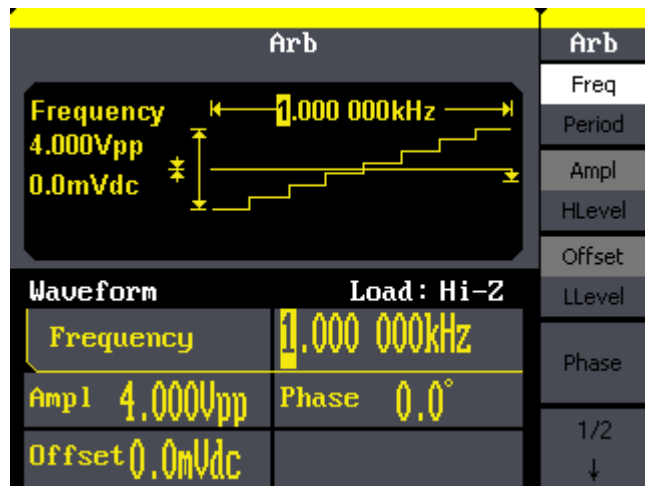 Arb
Frequency 1.000 000kHz
4.000Vpp
0.0mVdc
Waveform Load: Hi-Z
Frequency 1.000 000kHz
Ampl 4.000Vpp Phase 0.0°
Offset 0.0mVdc
Arb
Freq
Period
Ampl
HLevel
Offset
LLevel
Phase
1/2
↓